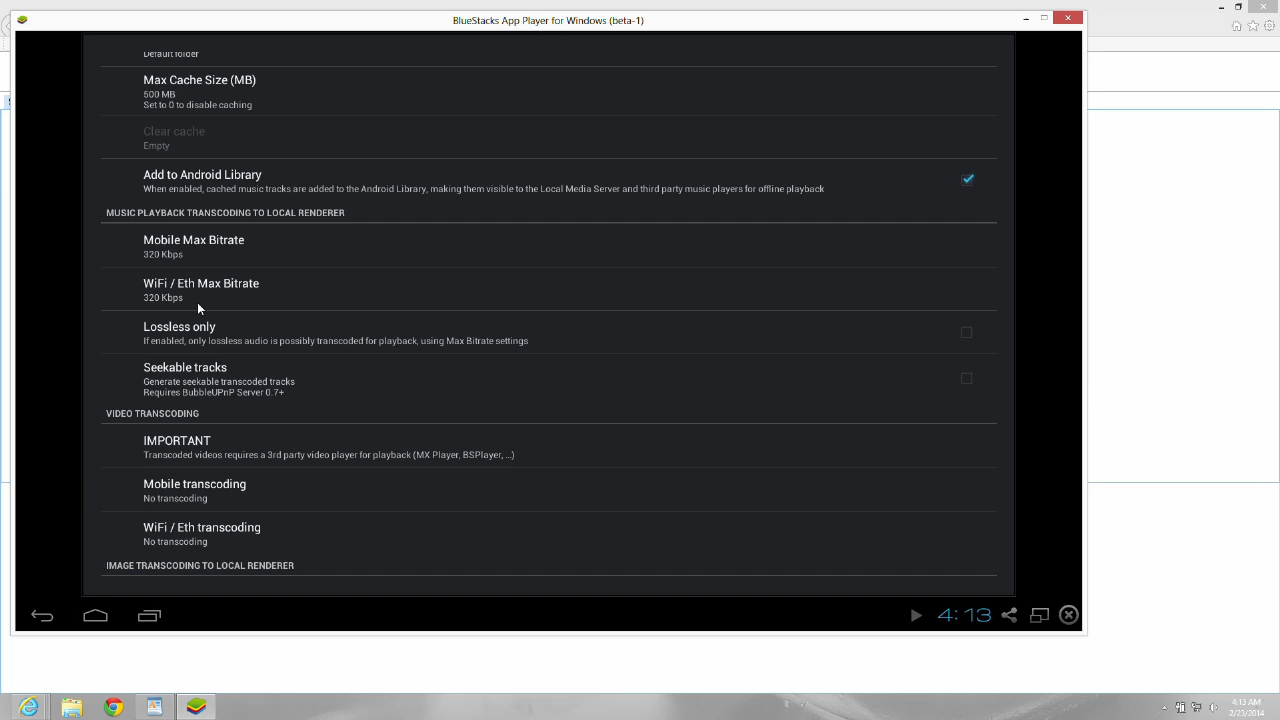 BlueStacks App Player for Windows (beta-1)
Default folder
Max Cache Size (MB)
500 MB
Set to 0 to disable caching
Clear cache
Empty
Add to Android Library
When enabled, cached music tracks are added to the Android Library, making them visible to the Local Media Server and third party music players for offline playback
MUSIC PLAYBACK TRANSCODING TO LOCAL RENDERER
Mobile Max Bitrate
320 Kbps
WiFi / Eth Max Bitrate
320 Kbps
Lossless only
If enabled, only lossless audio is possibly transcoded for playback, using Max Bitrate settings
Seekable tracks
Generate seekable transcoded tracks
Requires BubbleUPnP Server 0.7+
VIDEO TRANSCODING
IMPORTANT
Transcoded videos requires a 3rd party video player for playback (MX Player, BSPlayer, ...)
Mobile transcoding
No transcoding
WiFi / Eth transcoding
No transcoding
IMAGE TRANSCODING TO LOCAL RENDERER
4:13
4:13 AM
2/23/2014